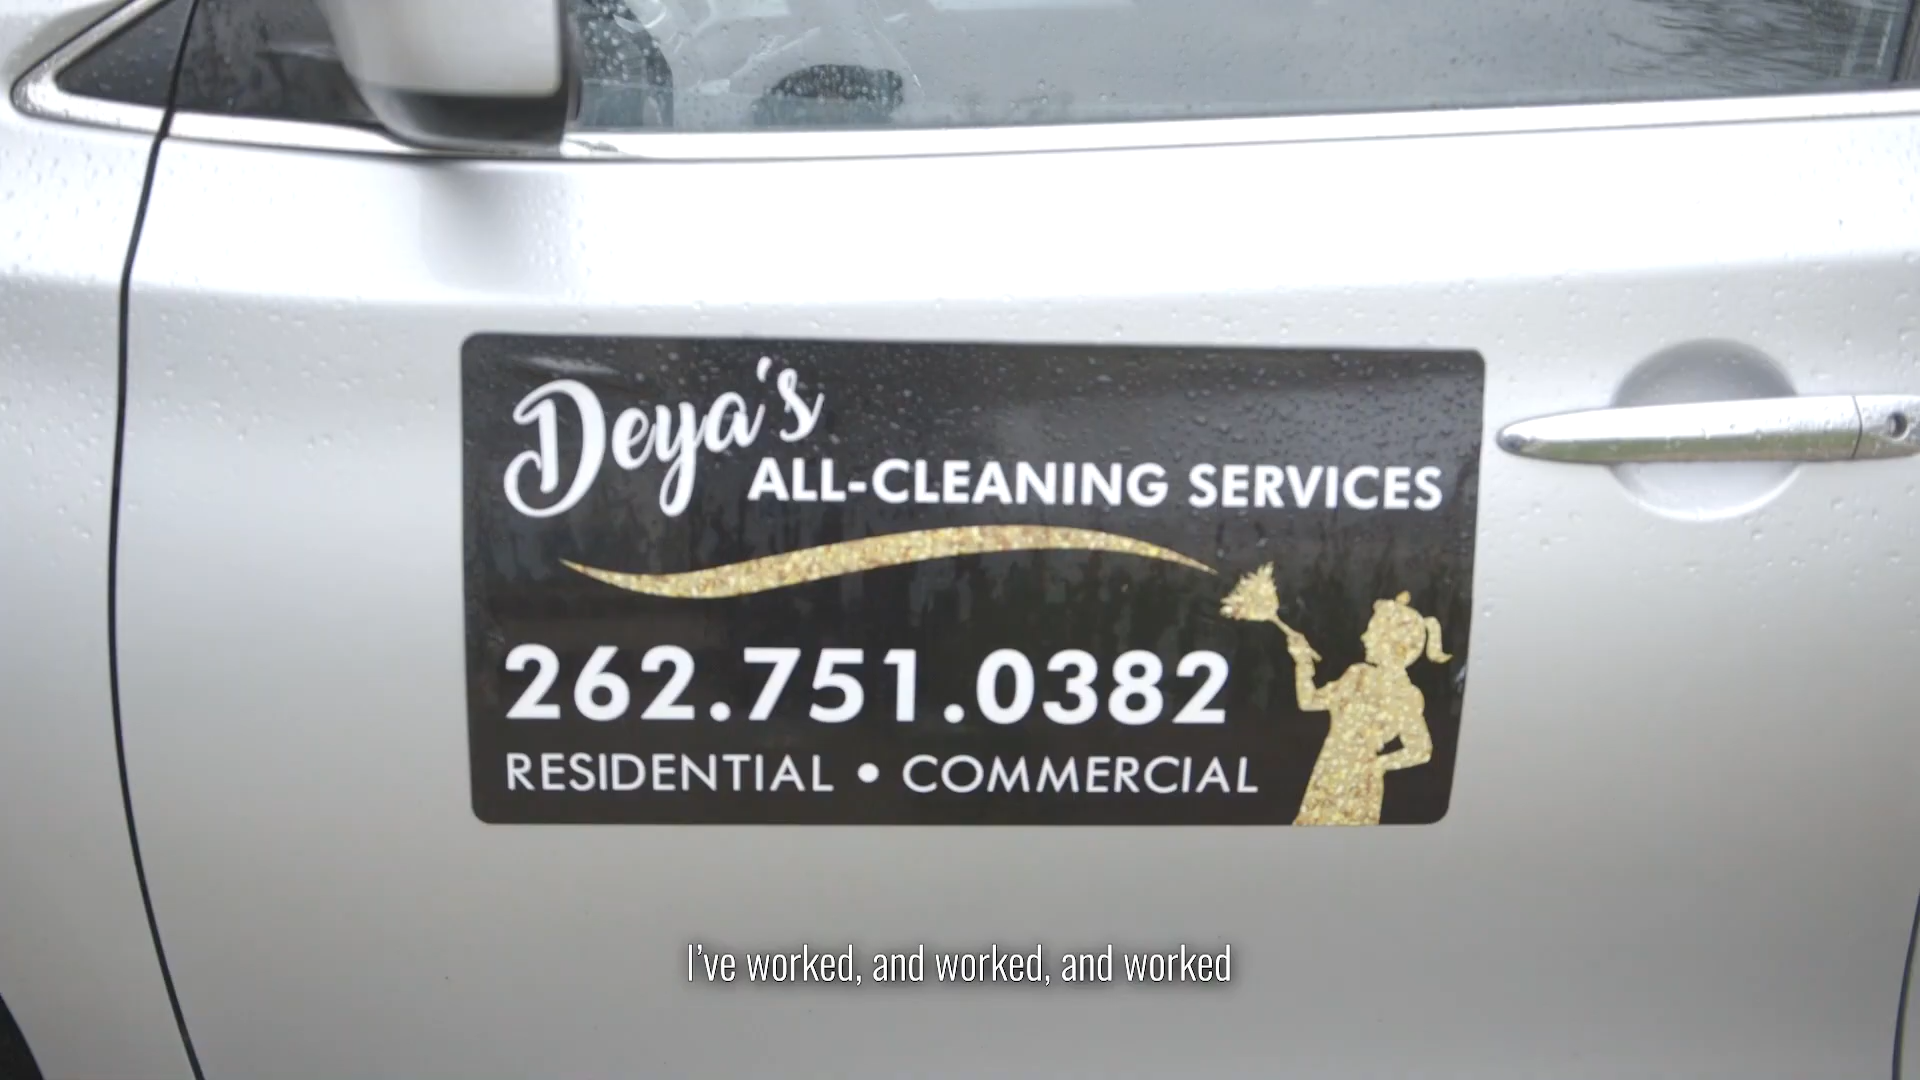 Deya's
ALL-CLEANING SERVICES
262.751.0382
RESIDENTIAL • COMMERCIAL
I've worked, and worked, and worked